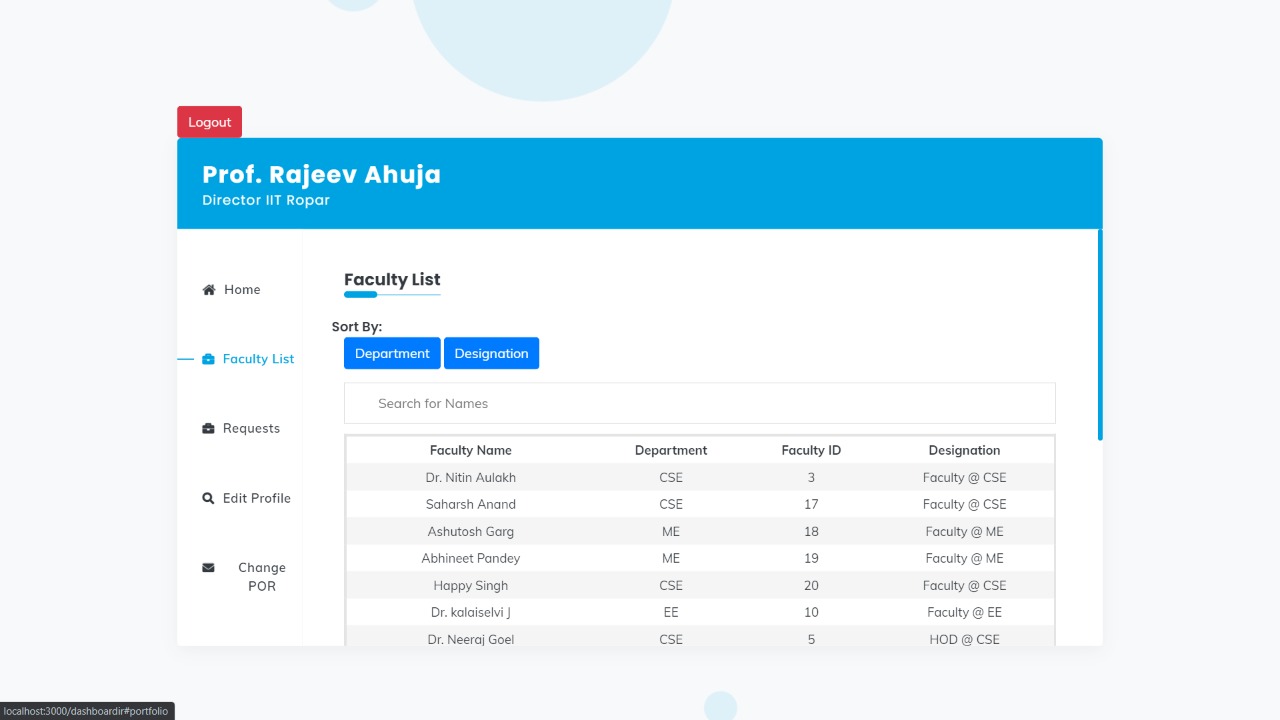 Logout
Prof. Rajeev Ahuja
Director IIT Ropar
Home
Faculty List
Requests
Edit Profile
Change
POR
Faculty List
Sort By:
Department Designation
Search for Names
Faculty Name Department Faculty ID Designation
Dr. Nitin Aulakh CSE 3 Faculty @ CSE
Saharsh Anand CSE 17 Faculty @ CSE
Ashutosh Garg ME 18 Faculty @ ME
Abhineet Pandey ME 19 Faculty @ ME
Happy Singh CSE 20 Faculty @ CSE
Dr. kalaiselvi J EE 10 Faculty @ EE
Dr. Neeraj Goel CSE 5 HOD @ CSE
localhost:3000/dashboardir#portfolio